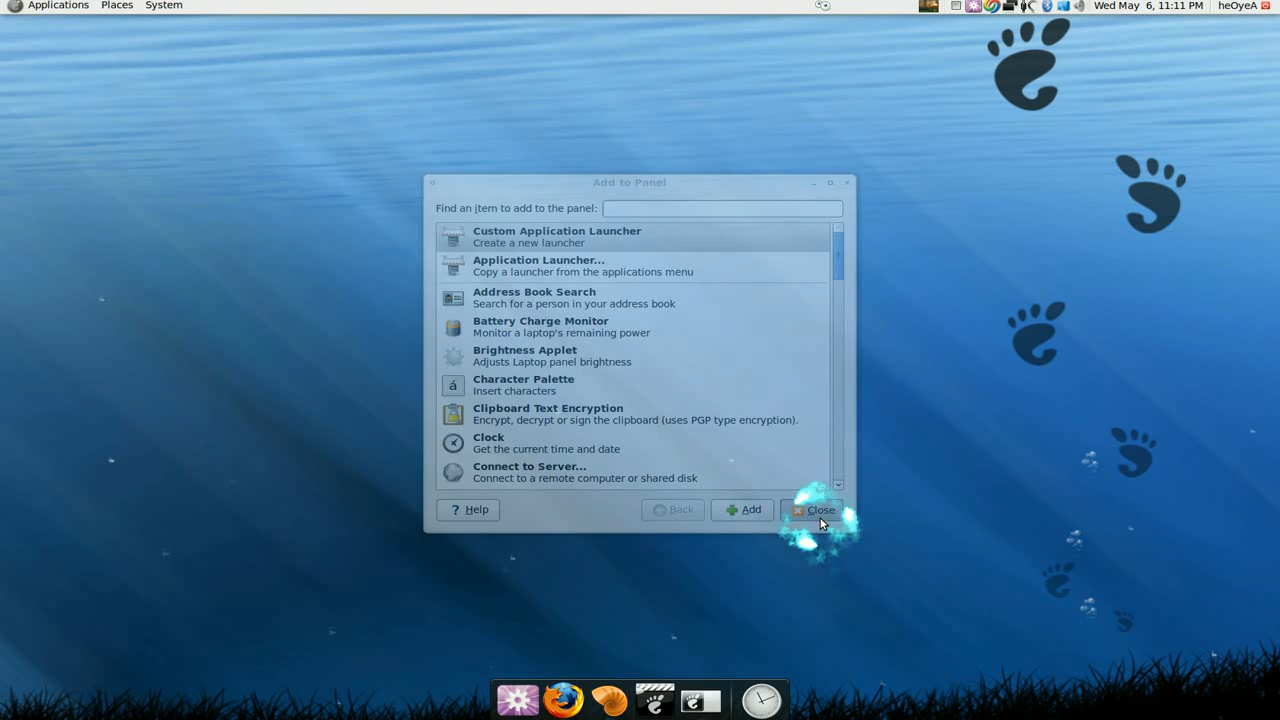 Applications Places System Wed May 6, 11:11 PM heOyeA
Add to Panel
Find an item to add to the panel:
Custom Application Launcher
Create a new launcher
Application Launcher...
Copy a launcher from the applications menu
Address Book Search
Search for a person in your address book
Battery Charge Monitor
Monitor a laptop's remaining power
Brightness Applet
Adjusts Laptop panel brightness
á
Character Palette
Insert characters
Clipboard Text Encryption
Encrypt, decrypt or sign the clipboard (uses PGP type encryption).
Clock
Get the current time and date
Connect to Server...
Connect to a remote computer or shared disk
? Help Back Add Close